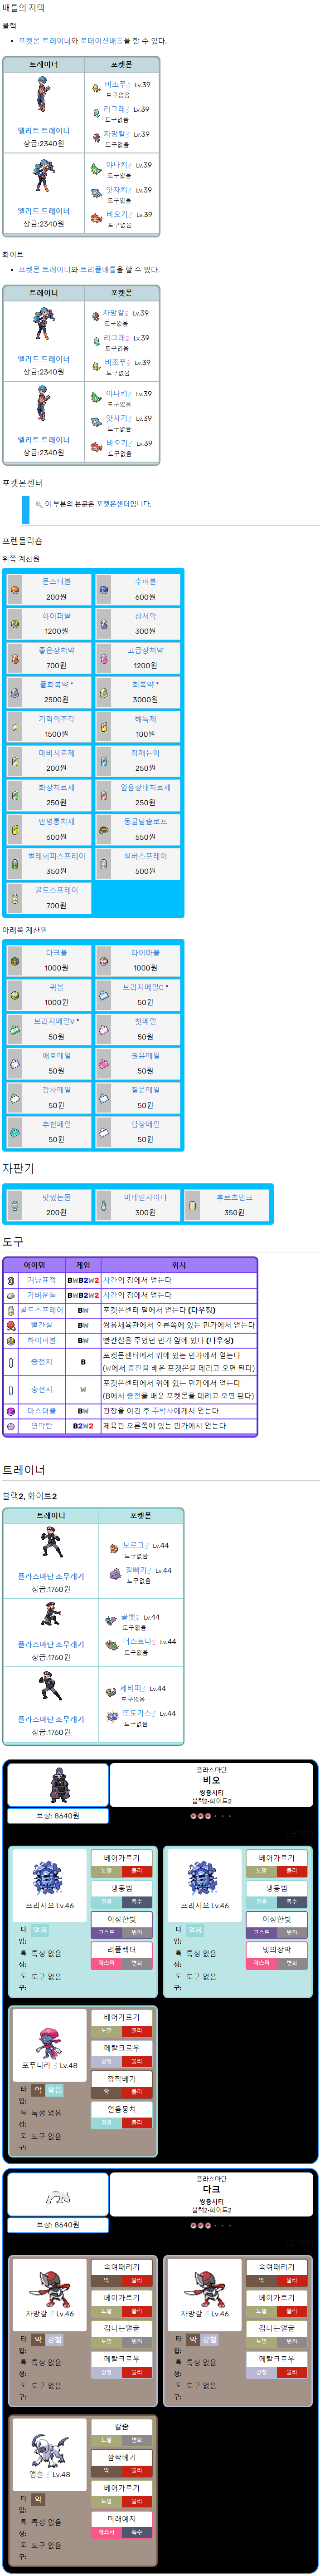 배틀의 저택
블랙
포켓몬 트레이너와 로테이션배틀을 할 수 있다.
트레이너 포켓몬
엘리트 트레이너
상금:2340원
비조푸♂ Lv.39
도구없음
리그레♂ Lv.39
도구없음
자망칼♂ Lv.39
도구없음
엘리트 트레이너
상금:2340원
야나키♂ Lv.39
도구없음
앗차키♂ Lv.39
도구없음
바오키♂ Lv.39
도구없음
화이트
포켓몬 트레이너와 트리플배틀을 할 수 있다.
트레이너 포켓몬
엘리트 트레이너
상금:2340원
자망칼♀ Lv.39
도구없음
리그레♀ Lv.39
도구없음
비조푸♀ Lv.39
도구없음
엘리트 트레이너
상금:2340원
야나키♂ Lv.39
도구없음
앗차키♂ Lv.39
도구없음
바오키♂ Lv.39
도구없음
포켓몬센터
이 부분의 본문은 포켓몬센터입니다.
프렌들리숍
위쪽 계산원
몬스터볼 수퍼볼
200원 600원
하이퍼볼 상처약
1200원 300원
좋은상처약 고급상처약
700원 1200원
풀회복약 * 회복약 *
2500원 3000원
기력의조각 해독제
1500원 100원
마비치료제 잠깨는약
200원 250원
화상치료제 얼음상태치료제
250원 250원
만병통치제 동굴탈출로프
600원 550원
벌레회피스프레이 실버스프레이
350원 500원
골드스프레이
700원
아래쪽 계산원
다크볼 타이마볼
1000원 1000원
퀵볼 브리지메일C *
1000원 50원
브리지메일V * 첫메일
50원 50원
애호메일 권유메일
50원 50원
감사메일 질문메일
50원 50원
추천메일 답장메일
50원 50원
자판기
맛있는물 미네랄사이다 후르츠밀크
200원 300원 350원
도구
아이템 게임 위치
겨냥표적 BWB2W2 시간의 집에서 얻는다
가벼운돌 BWB2W2 시간의 집에서 얻는다
골드스프레이 BW 포켓몬센터 밑에서 얻는다 (다우징)
빨간실 BW 쌍용체육관에서 오른쪽에 있는 민가에서 얻는다
하이퍼볼 BW 빨간실을 주었던 민가 앞에 있다 (다우징)
충전지 B 포켓몬센터에서 위에 있는 민가에서 얻는다
(W에서 충전을 배운 포켓몬을 데리고 오면 된다)
충전지 W 포켓몬센터에서 위에 있는 민가에서 얻는다
(B에서 충전을 배운 포켓몬을 데리고 오면 된다)
마스터볼 BW 관장을 이긴 후 주박사에게서 얻는다
연막탄 B2W2 체육관 오른쪽에 있는 민가에서 얻는다
트레이너
블랙2, 화이트2
트레이너 포켓몬
플라스마단 조무래기
상금:1760원
보르그♂ Lv.44
도구없음
질뻐기♂ Lv.44
도구없음
플라스마단 조무래기
상금:1760원
골뱃♀ Lv.44
도구없음
더스트나♀ Lv.44
도구없음
플라스마단 조무래기
상금:1760원
세비퍼♂ Lv.44
도구없음
또도가스♂ Lv.44
도구없음
플라스마단
비오
쌍용시티
블랙2·화이트2
보상: 8640원
프리지오 Lv.46
타입: 얼음
특성: 특성 없음
도구: 도구 없음
베어가르기
노말 물리
냉동빔
얼음 특수
이상한빛
고스트 변화
리플렉터
에스퍼 변화
프리지오 Lv.46
타입: 얼음
특성: 특성 없음
도구: 도구 없음
베어가르기
노말 물리
냉동빔
얼음 특수
이상한빛
고스트 변화
빛의장막
에스퍼 변화
포푸니라♂ Lv.48
타입: 악 얼음
특성: 특성 없음
도구: 도구 없음
베어가르기
노말 물리
메탈크로우
강철 물리
깜짝베기
악 물리
얼음뭉치
얼음 물리
플라스마단
다크
쌍용시티
블랙2·화이트2
보상: 8640원
자망칼♂ Lv.46
타입: 악 강철
특성: 특성 없음
도구: 도구 없음
속여때리기
악 물리
베어가르기
노말 물리
겁나는얼굴
노말 변화
메탈크로우
강철 물리
자망칼♂ Lv.46
타입: 악 강철
특성: 특성 없음
도구: 도구 없음
속여때리기
악 물리
베어가르기
노말 물리
겁나는얼굴
노말 변화
메탈크로우
강철 물리
앱솔♂ Lv.48
타입: 악
특성: 특성 없음
도구: 도구 없음
칼춤
노말 변화
깜짝베기
악 물리
베어가르기
노말 물리
미래예지
에스퍼 특수